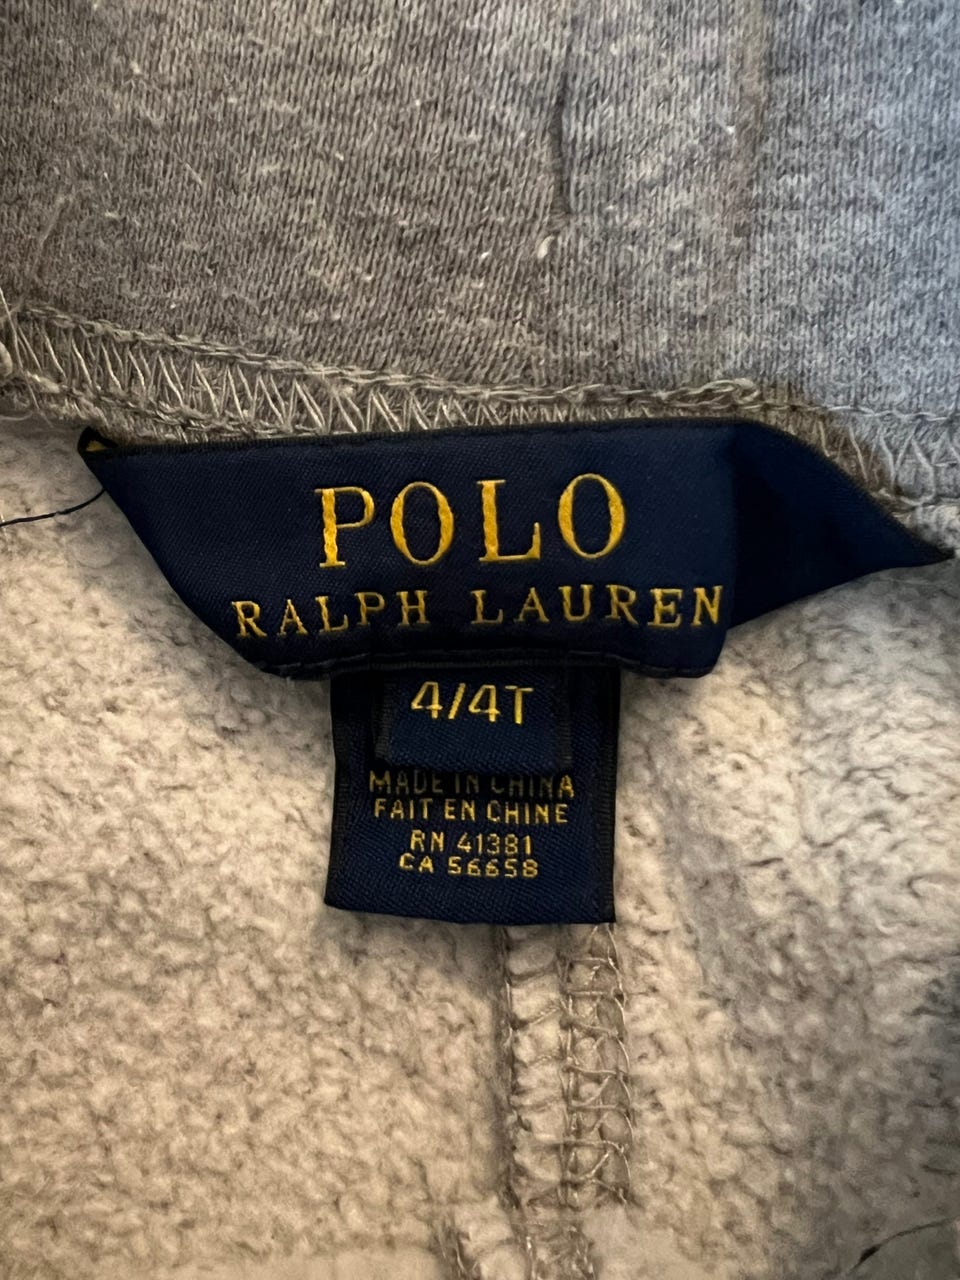 POLO
RALPH LAUREN
4/4T
MADE IN CHINA
FAIT EN CHINE
RN 41381
CA 56658